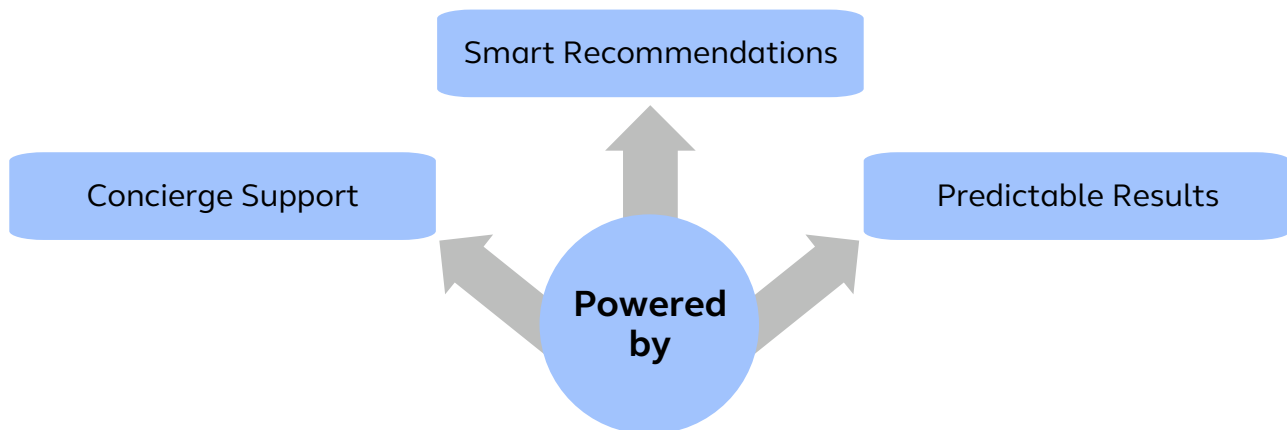 Smart Recommendations
Concierge Support
Predictable Results
Powered
by